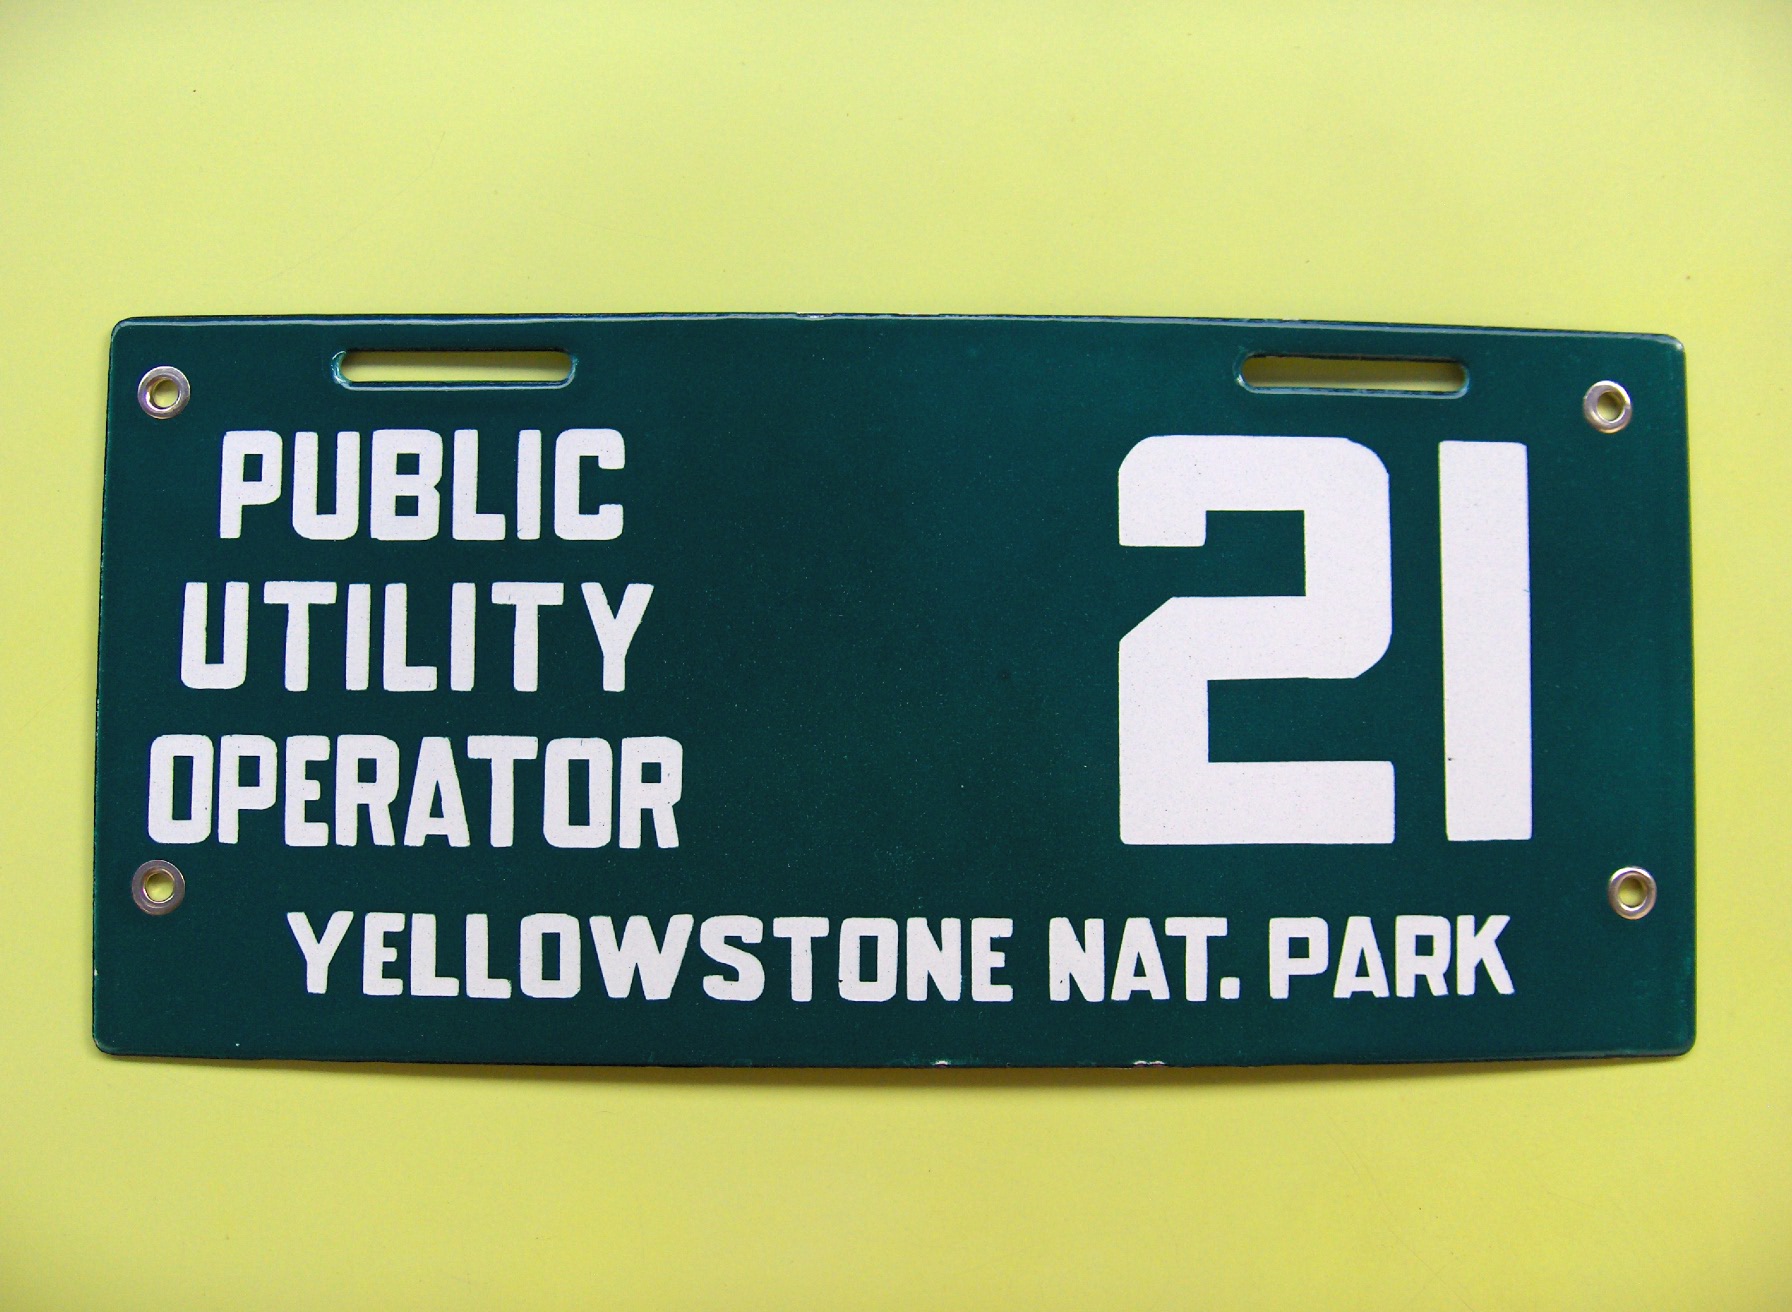 PUBLIC
UTILITY
OPERATOR
21
YELLOWSTONE NAT. PARK